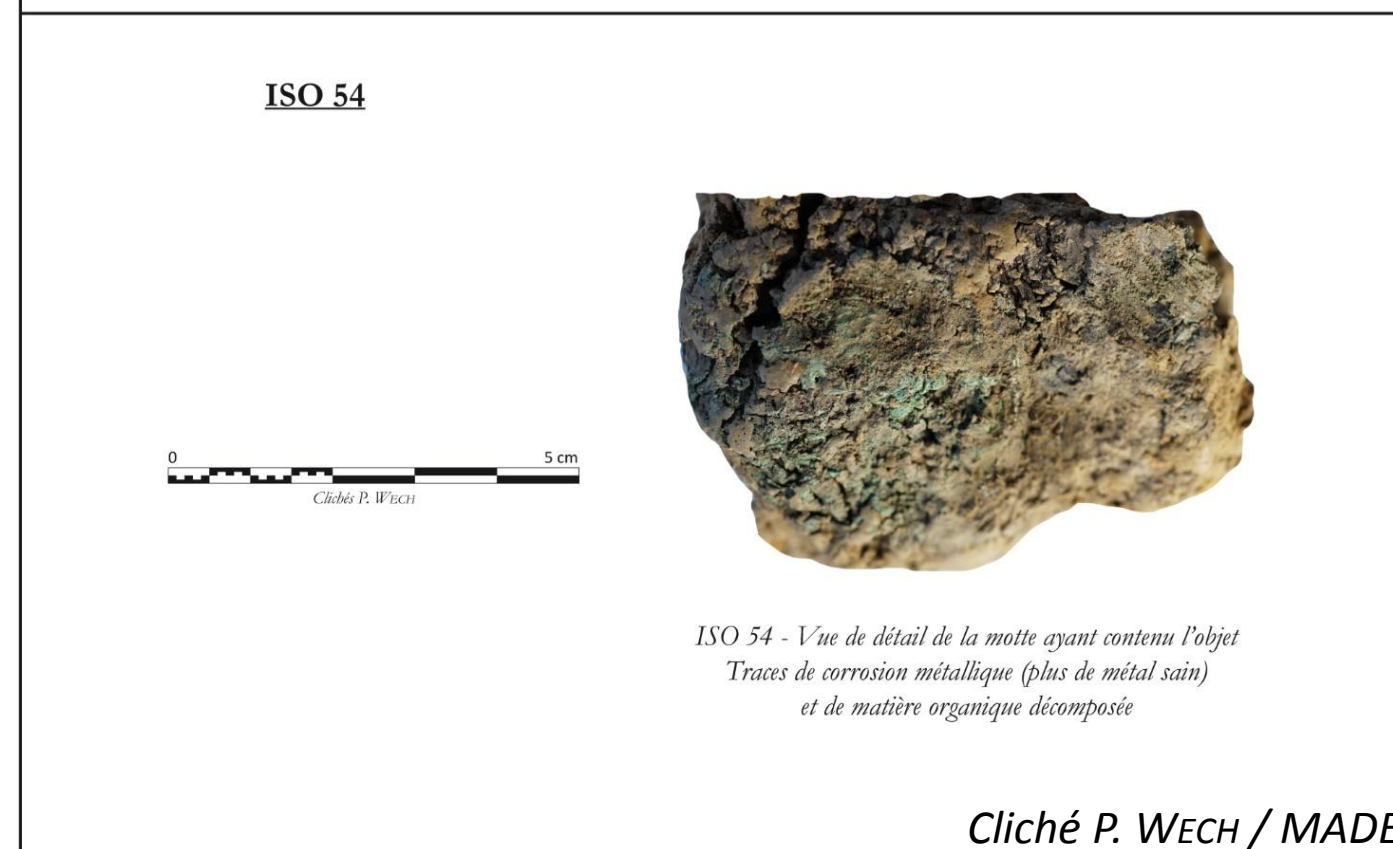 ISO 54
0 5 cm
Clichés P. WECH
ISO 54 - Vue de détail de la motte ayant contenu l'objet
Traces de corrosion métallique (plus de métal sain)
et de matière organique décomposée
Cliché P. WECH / MADE